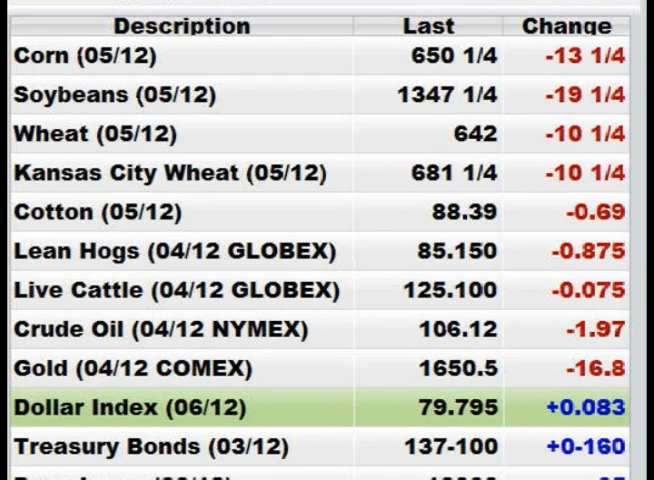 Description Last Change
Corn (05/12) 650 1/4 -13 1/4
Soybeans (05/12) 1347 1/4 -19 1/4
Wheat (05/12) 642 -10 1/4
Kansas City Wheat (05/12) 681 1/4 -10 1/4
Cotton (05/12) 88.39 -0.69
Lean Hogs (04/12 GLOBEX) 85.150 -0.875
Live Cattle (04/12 GLOBEX) 125.100 -0.075
Crude Oil (04/12 NYMEX) 106.12 -1.97
Gold (04/12 COMEX) 1650.5 -16.8
Dollar Index (06/12) 79.795 +0.083
Treasury Bonds (03/12) 137-100 +0-160